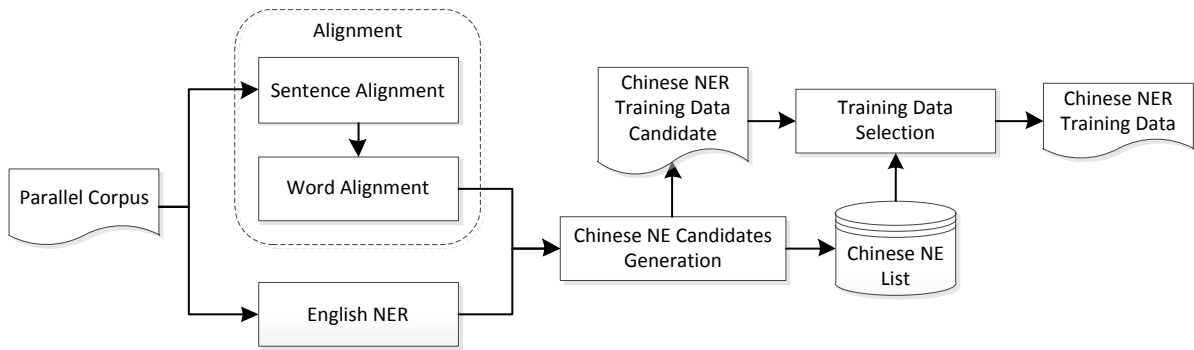 Alignment
Sentence Alignment
Word Alignment
Parallel Corpus
English NER
Chinese NE Candidates
Generation
Chinese NER
Training Data
Candidate
Training Data
Selection
Chinese NE
List
Chinese NER
Training Data